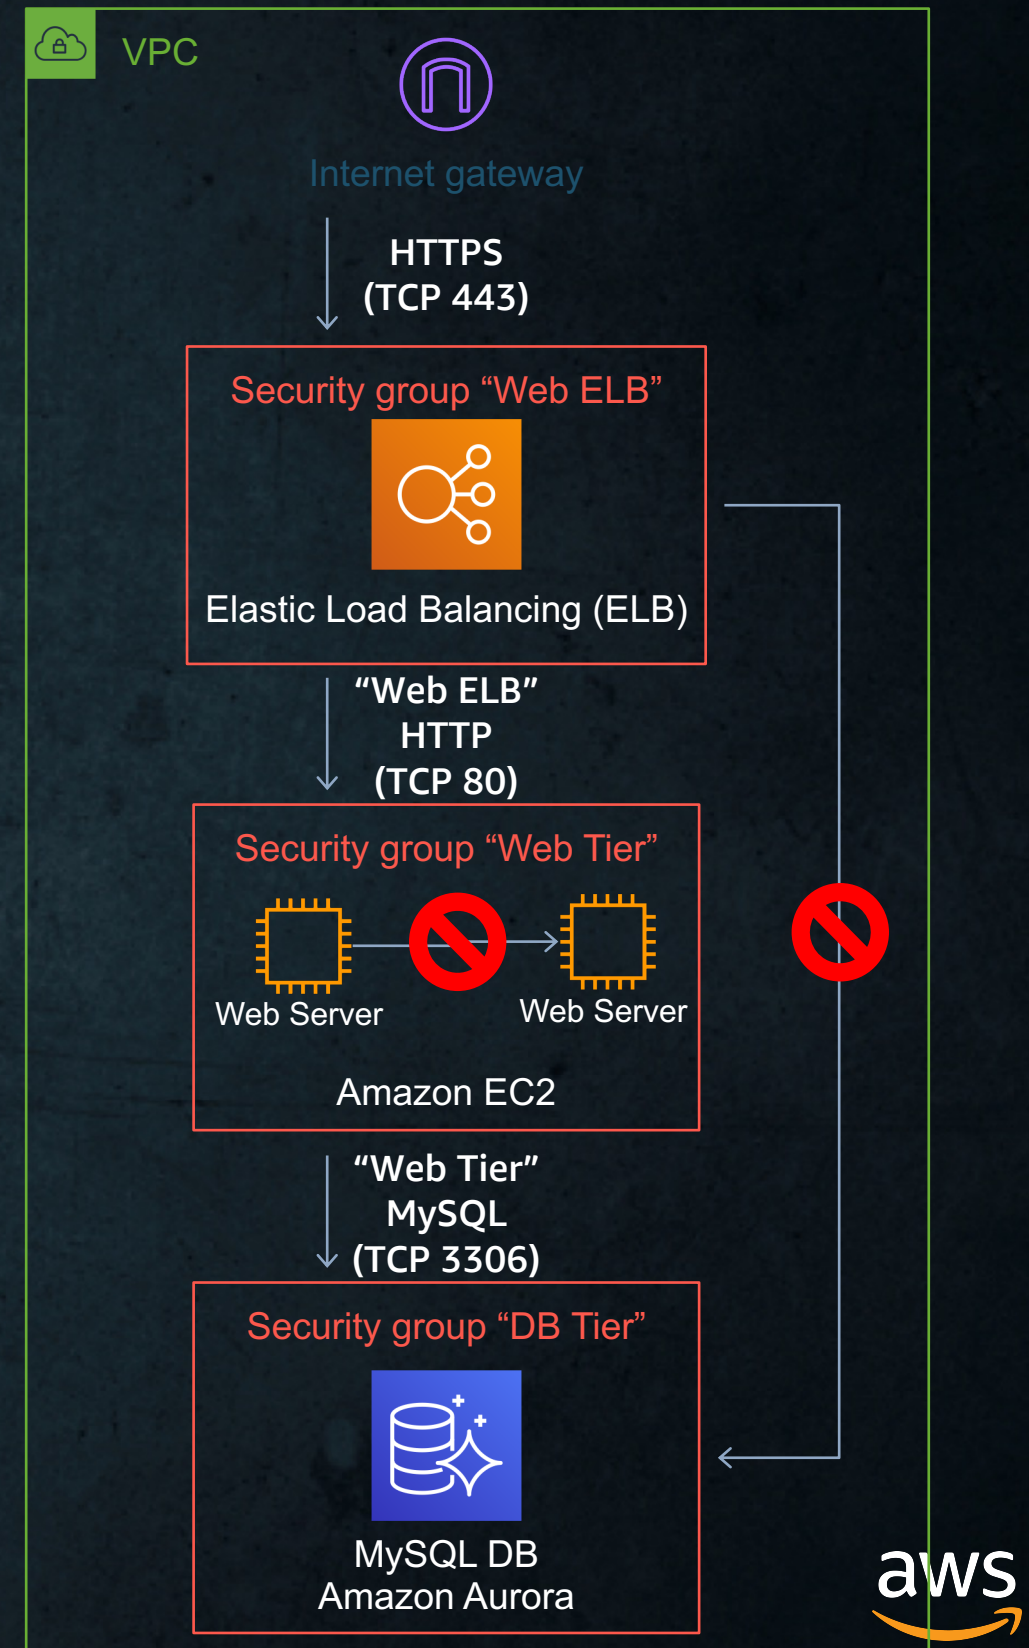 VPC
Internet gateway
HTTPS
(TCP 443)
Security group “Web ELB”
Elastic Load Balancing (ELB)
“Web ELB”
HTTP
(TCP 80)
Security group “Web Tier”
Web Server
Web Server
Amazon EC2
“Web Tier”
MySQL
(TCP 3306)
Security group “DB Tier”
MySQL DB
Amazon Aurora
aws